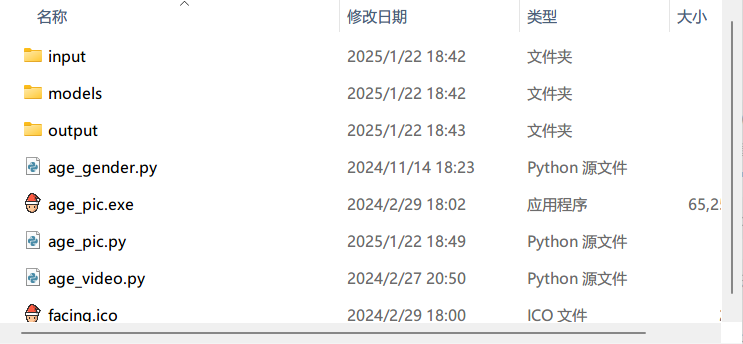 名称 修改日期 类型 大小
input 2025/1/22 18:42 文件夹
models 2025/1/22 18:42 文件夹
output 2025/1/22 18:43 文件夹
age_gender.py 2024/11/14 18:23 Python 源文件
age_pic.exe 2024/2/29 18:02 应用程序 65,2
age_pic.py 2025/1/22 18:49 Python 源文件
age_video.py 2024/2/27 20:50 Python 源文件
facing.ico 2024/2/29 18:00 ICO 文件